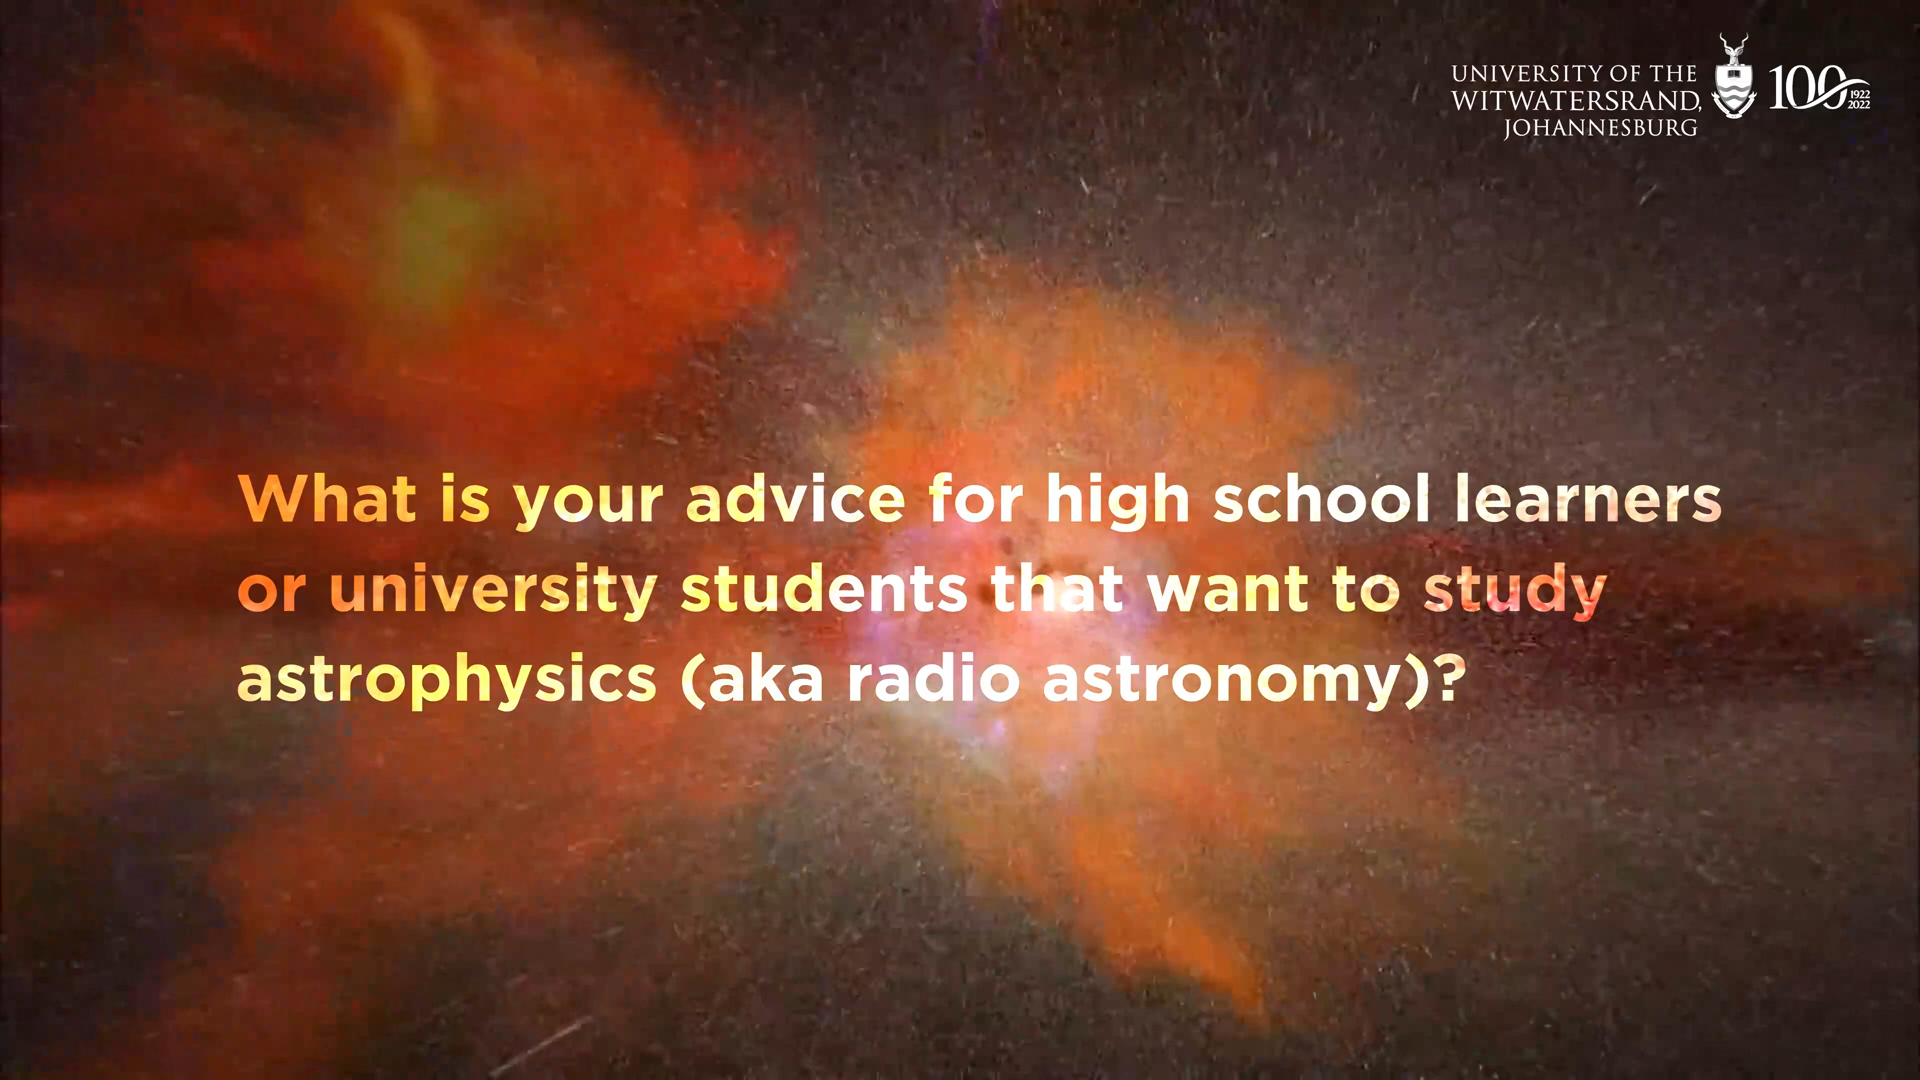 UNIVERSITY OF THE
WITWATERSRAND,
JOHANNESBURG
100
1922
2022
What is your advice for high school learners
or university students that want to study
astrophysics (aka radio astronomy)?